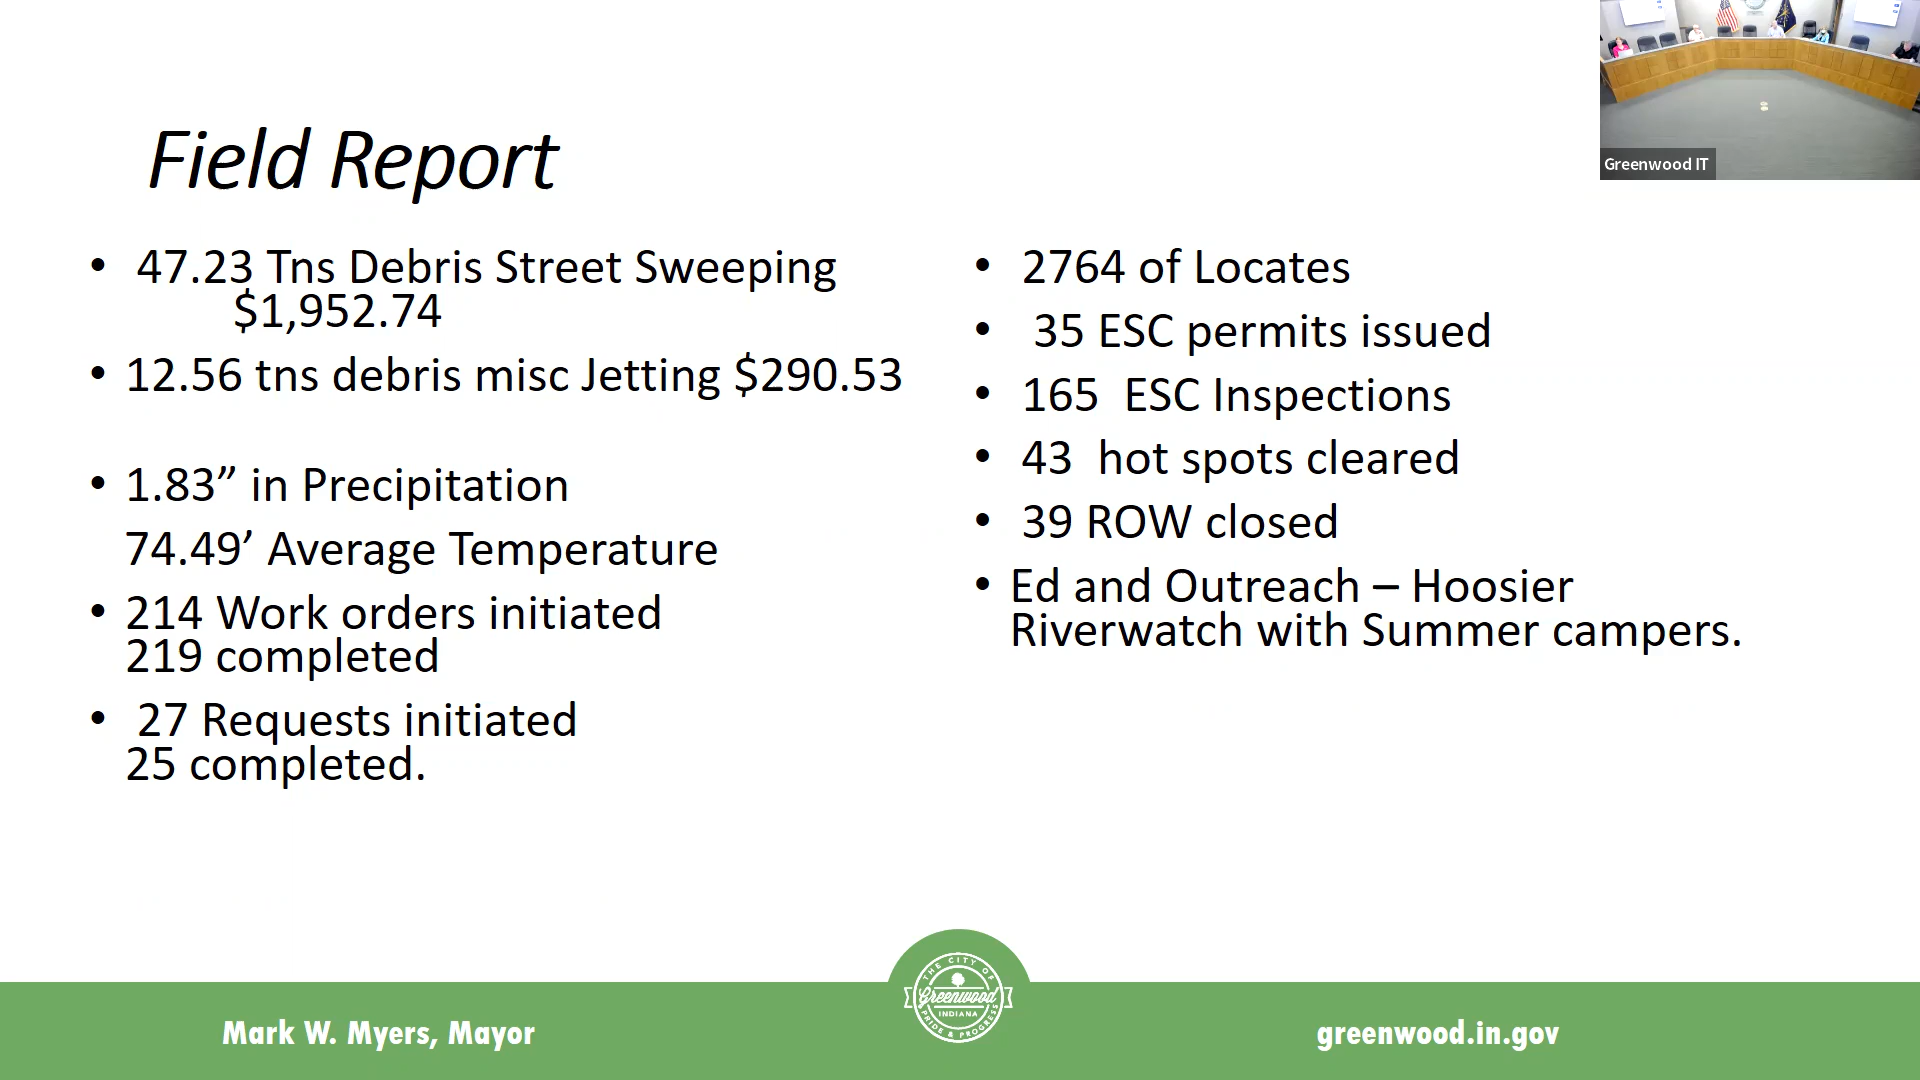 Field Report
• 47.23 Tns Debris Street Sweeping
$1,952.74
• 12.56 tns debris misc Jetting $290.53
• 1.83” in Precipitation
74.49’ Average Temperature
• 214 Work orders initiated
219 completed
• 27 Requests initiated
25 completed.
• 2764 of Locates
• 35 ESC permits issued
• 165 ESC Inspections
• 43 hot spots cleared
• 39 ROW closed
• Ed and Outreach – Hoosier
Riverwatch with Summer campers.
Greenwood IT
Mark W. Myers, Mayor
THE CITY OF
Greenwood
INDIANA
PRIDE & PROGRESS
greenwood.in.gov